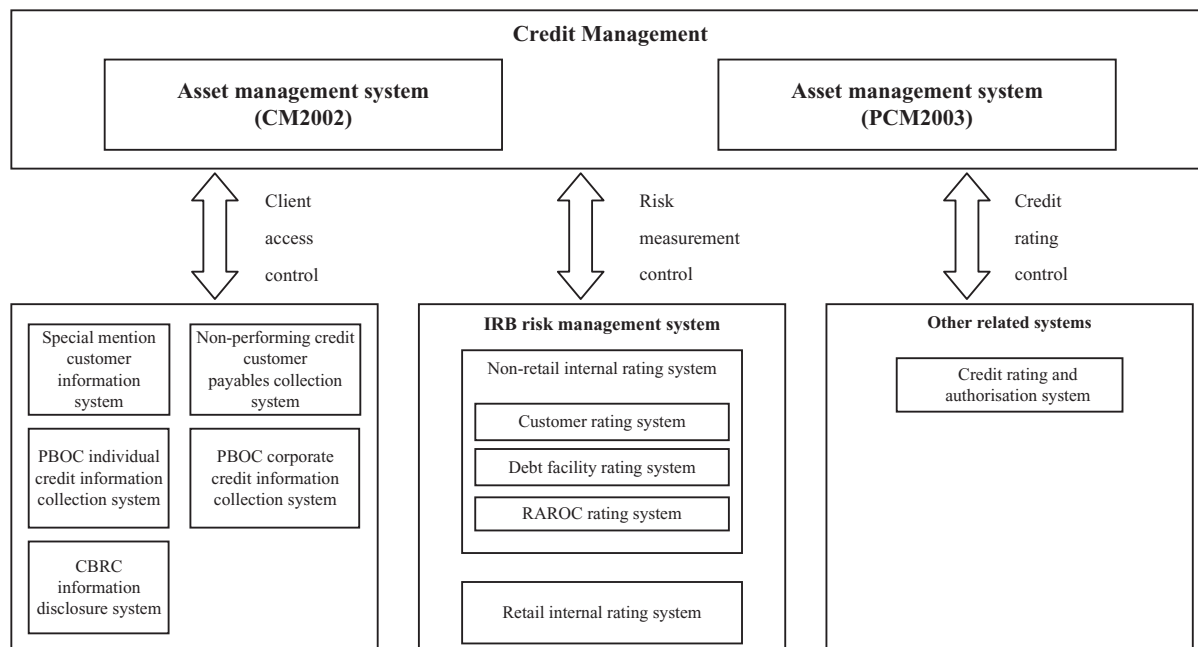 Credit Management
Asset management system
(CM2002)
Asset management system
(PCM2003)
Client
access
control
Risk
measurement
control
Credit
rating
control
Special mention
customer
information
system
Non-performing credit
customer
payables collection
system
PBOC individual
credit information
collection system
PBOC corporate
credit information
collection system
CBRC
information
disclosure system
IRB risk management system
Non-retail internal rating system
Customer rating system
Debt facility rating system
RAROC rating system
Retail internal rating system
Other related systems
Credit rating and
authorisation system